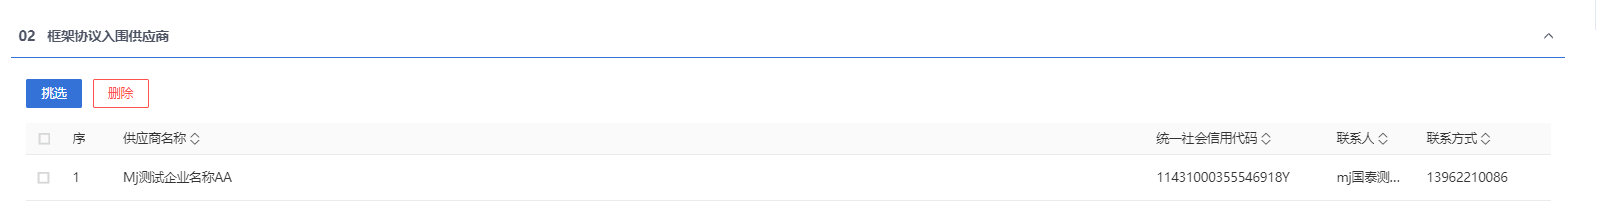 02 框架协议入围供应商
挑选 删除
序 供应商名称 统一社会信用代码 联系人 联系方式
1 Mj测试企业名称AA 11431000355546918Y mj国泰测... 13962210086